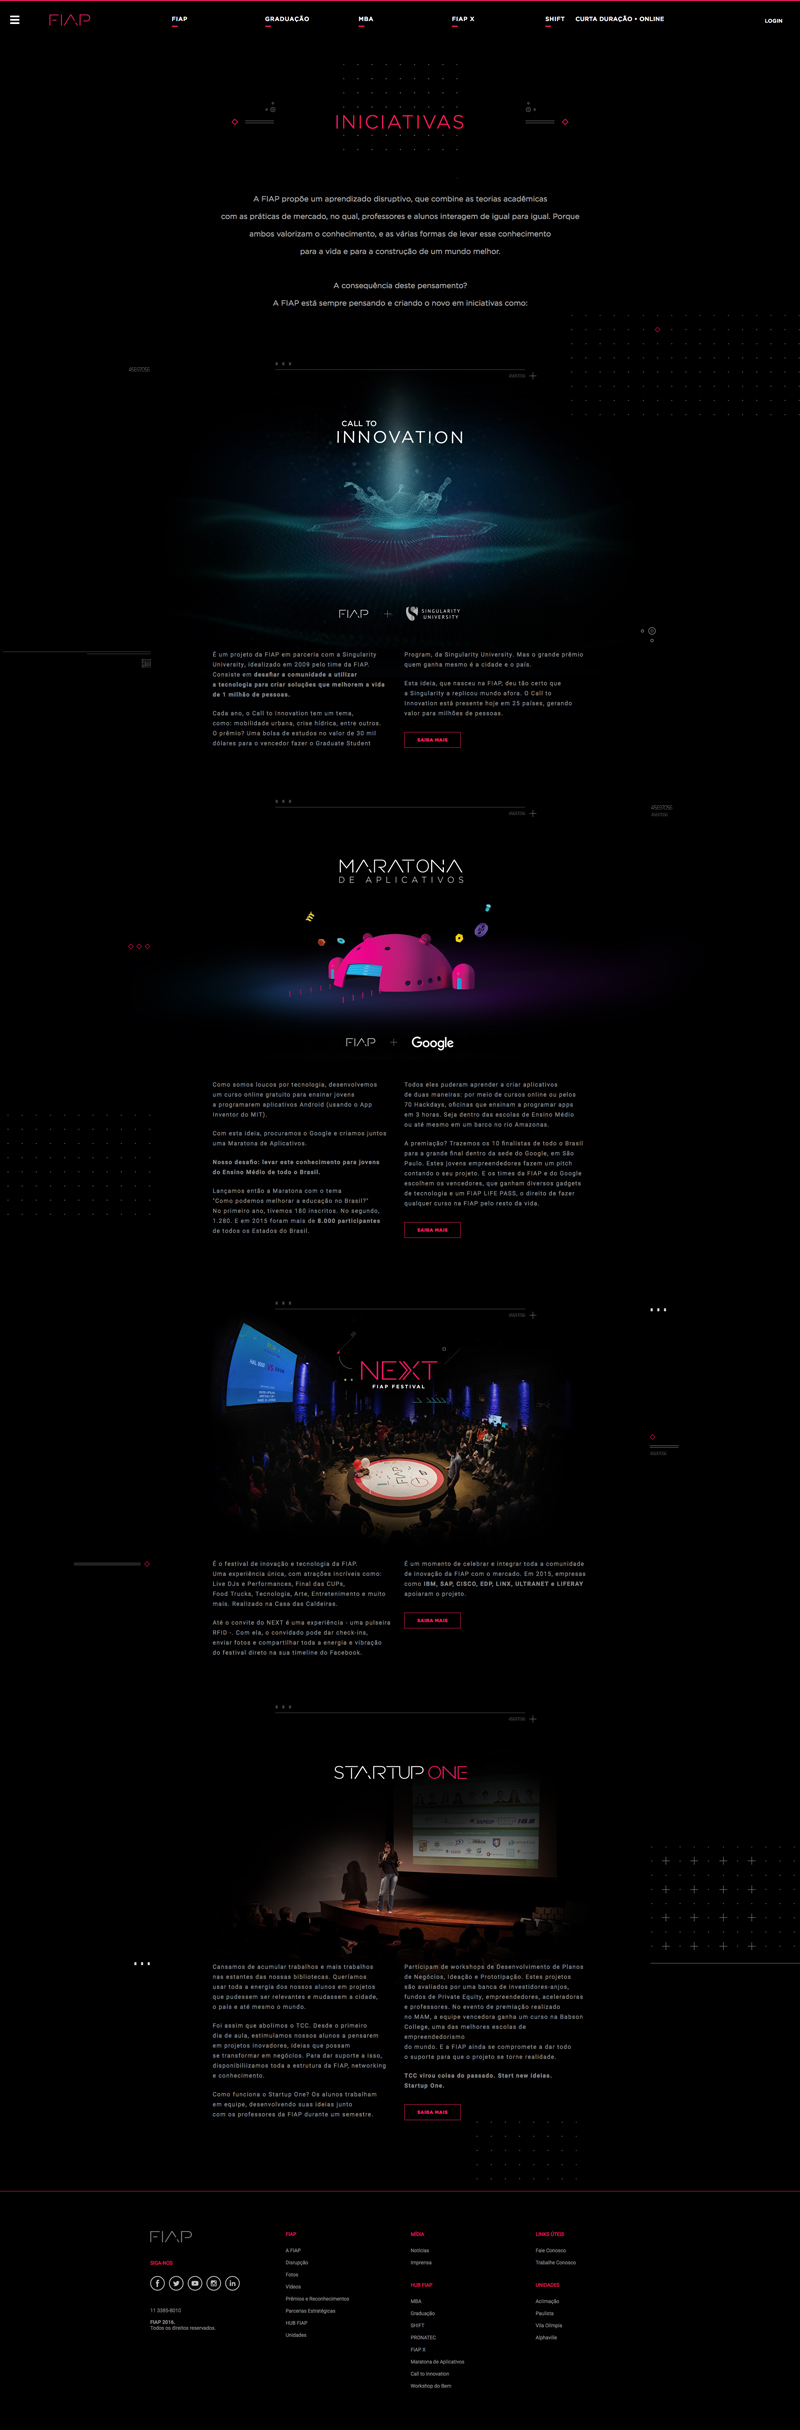 FIAP
FIAP
GRADUAÇÃO
MBA
FIAP X
SHIFT
CURTA DURAÇÃO • ONLINE
LOGIN
INICIATIVAS
A FIAP propõe um aprendizado disruptivo, que combine as teorias acadêmicas
com as práticas de mercado, no qual, professores e alunos interagem de igual para igual. Porque
ambos valorizam o conhecimento, e as várias formas de levar esse conhecimento
para a vida e para a construção de um mundo melhor.
A consequência deste pensamento?
A FIAP está sempre pensando e criando o novo em iniciativas como:
CALL TO
INNOVATION
FIAP + SINGULARITY
UNIVERSITY
É um projeto da FIAP em parceria com a Singularity
University, idealizado em 2009 pelo time da FIAP.
Consiste em desafiar a comunidade a utilizar
a tecnologia para criar soluções que melhorem a vida
de 1 milhão de pessoas.
Cada ano, o Call to Innovation tem um tema,
como: mobilidade urbana, crise hídrica, entre outros.
O prêmio? Uma bolsa de estudos no valor de 30 mil
dólares para o vencedor fazer o Graduate Student
Program, da Singularity University. Mas o grande prêmio
quem ganha mesmo é a cidade e o país.
Esta ideia, que nasceu na FIAP, deu tão certo que
a Singularity a replicou mundo afora. O Call to
Innovation está presente hoje em 25 países, gerando
valor para milhões de pessoas.
SAIBA MAIS
MARATONA
DE APLICATIVOS
FIAP + Google
Como somos loucos por tecnologia, desenvolvemos
um curso online gratuito para ensinar jovens
a programarem aplicativos Android (usando o App
Inventor do MIT).
Com esta ideia, procuramos o Google e criamos juntos
uma Maratona de Aplicativos.
Nosso desafio: levar este conhecimento para jovens
do Ensino Médio de todo o Brasil.
Lançamos então a Maratona com o tema
"Como podemos melhorar a educação no Brasil?"
No primeiro ano, tivemos 180 inscritos. No segundo,
1.280. E em 2015 foram mais de 8.000 participantes
de todos os Estados do Brasil.
Todos eles puderam aprender a criar aplicativos
de duas maneiras: por meio de cursos online ou pelos
70 Hackdays, oficinas que ensinam a programar apps
em 3 horas. Seja dentro das escolas de Ensino Médio
ou até mesmo em um barco no rio Amazonas.
A premiação? Trazemos os 10 finalistas de todo o Brasil
para a grande final dentro da sede do Google, em São
Paulo. Estes jovens empreendedores fazem um pitch
contando o seu projeto. E os times da FIAP e do Google
escolhem os vencedores, que ganham diversos gadgets
de tecnologia e um FIAP LIFE PASS, o direito de fazer
qualquer curso na FIAP pelo resto da vida.
SAIBA MAIS
NEXT
FIAP FESTIVAL
É o festival de inovação e tecnologia da FIAP.
Uma experiência única, com atrações incríveis como:
Live DJs e Performances, Final das CUPs,
Food Trucks, Tecnologia, Arte, Entretenimento e muito
mais. Realizado na Casa das Caldeiras.
Até o convite do NEXT é uma experiência - uma pulseira
RFID -. Com ela, o convidado pode dar check-ins,
enviar fotos e compartilhar toda a energia e vibração
do festival direto na sua timeline do Facebook.
É um momento de celebrar e integrar toda a comunidade
de inovação da FIAP com o mercado. Em 2015, empresas
como IBM, SAP, CISCO, EDP, LINX, ULTRANET e LIFERAY
apoiaram o projeto.
SAIBA MAIS
STARTUP ONE
Cansamos de acumular trabalhos e mais trabalhos
nas estantes das nossas bibliotecas. Queríamos
usar toda a energia dos nossos alunos em projetos
que pudessem ser relevantes e mudassem a cidade,
o país e até mesmo o mundo.
Foi assim que abolimos o TCC. Desde o primeiro
dia de aula, estimulamos nossos alunos a pensarem
em projetos inovadores, ideias que possam
se transformar em negócios. Para dar suporte a isso,
disponibilizamos toda a estrutura da FIAP, networking
e conhecimento.
Como funciona o Startup One? Os alunos trabalham
em equipe, desenvolvendo suas ideias junto
com os professores da FIAP durante um semestre.
Participam de workshops de Desenvolvimento de Planos
de Negócios, Ideação e Prototipação. Estes projetos
são avaliados por uma banca de investidores-anjos,
fundos de Private Equity, empreendedores, aceleradoras
e professores. No evento de premiação realizado
no MAM, a equipe vencedora ganha um curso na Babson
College, uma das melhores escolas de
empreendedorismo
do mundo. E a FIAP ainda se compromete a dar todo
o suporte para que o projeto se torne realidade.
TCC virou coisa do passado. Start new ideias.
Startup One.
SAIBA MAIS
FIAP
SIGA-NOS
11 3385-8010
FIAP 2016.
Todos os direitos reservados.
FIAP
A FIAP
Disrupção
Fotos
Vídeos
Prêmios e Reconhecimentos
Parcerias Estratégicas
HUB FIAP
Unidades
MÍDIA
Notícias
Imprensa
HUB FIAP
MBA
Graduação
SHIFT
PRONATEC
FIAP X
Maratona de Aplicativos
Call to Innovation
Workshop do Bem
LINKS ÚTEIS
Fale Conosco
Trabalhe Conosco
UNIDADES
Aclimação
Paulista
Vila Olímpia
Alphaville